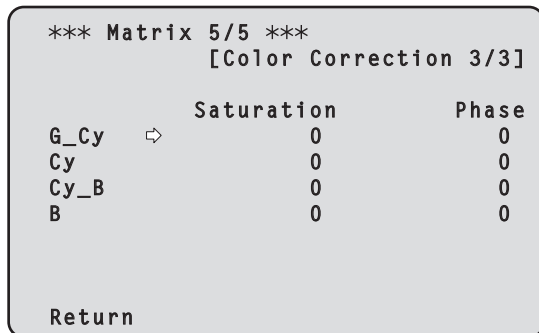 *** Matrix 5/5 ***
[Color Correction 3/3]
Saturation Phase
G_Cy ⇨ 0 0
Cy 0 0
Cy_B 0 0
B 0 0
Return